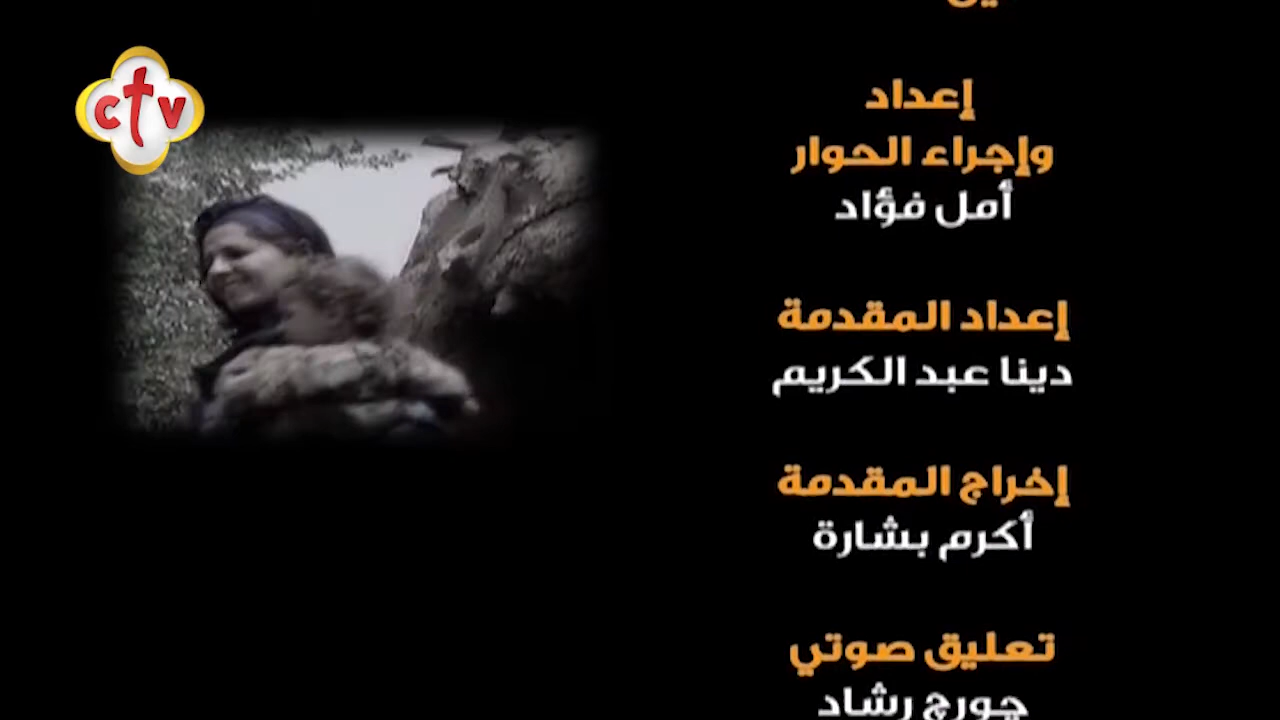 ctv
إعداد
وإجراء الحوار
أمل فؤاد
إعداد المقدمة
دينا عبد الكريم
إخراج المقدمة
أكرم بشارة
تعليق صوتي
جورج رشاد